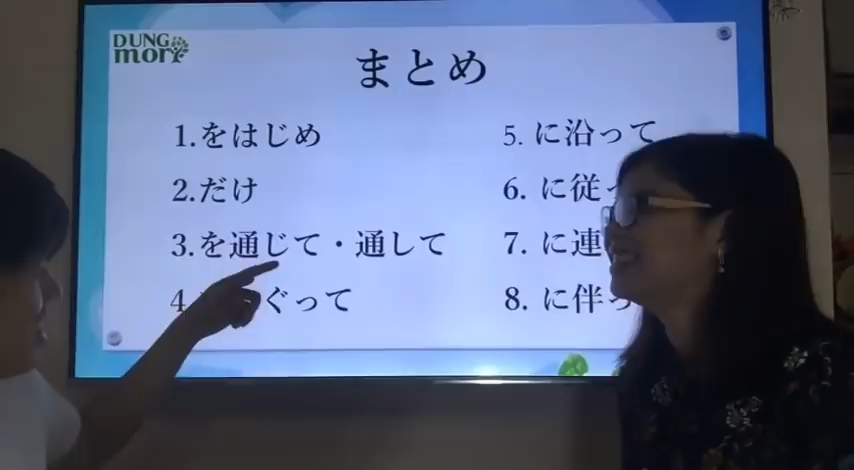 DUNG
mori
まとめ
1.をはじめ
2.だけ
3.を通じて・通して
4 ぐって
5. に沿って
6. に従っ
7. に連
8. に伴っ